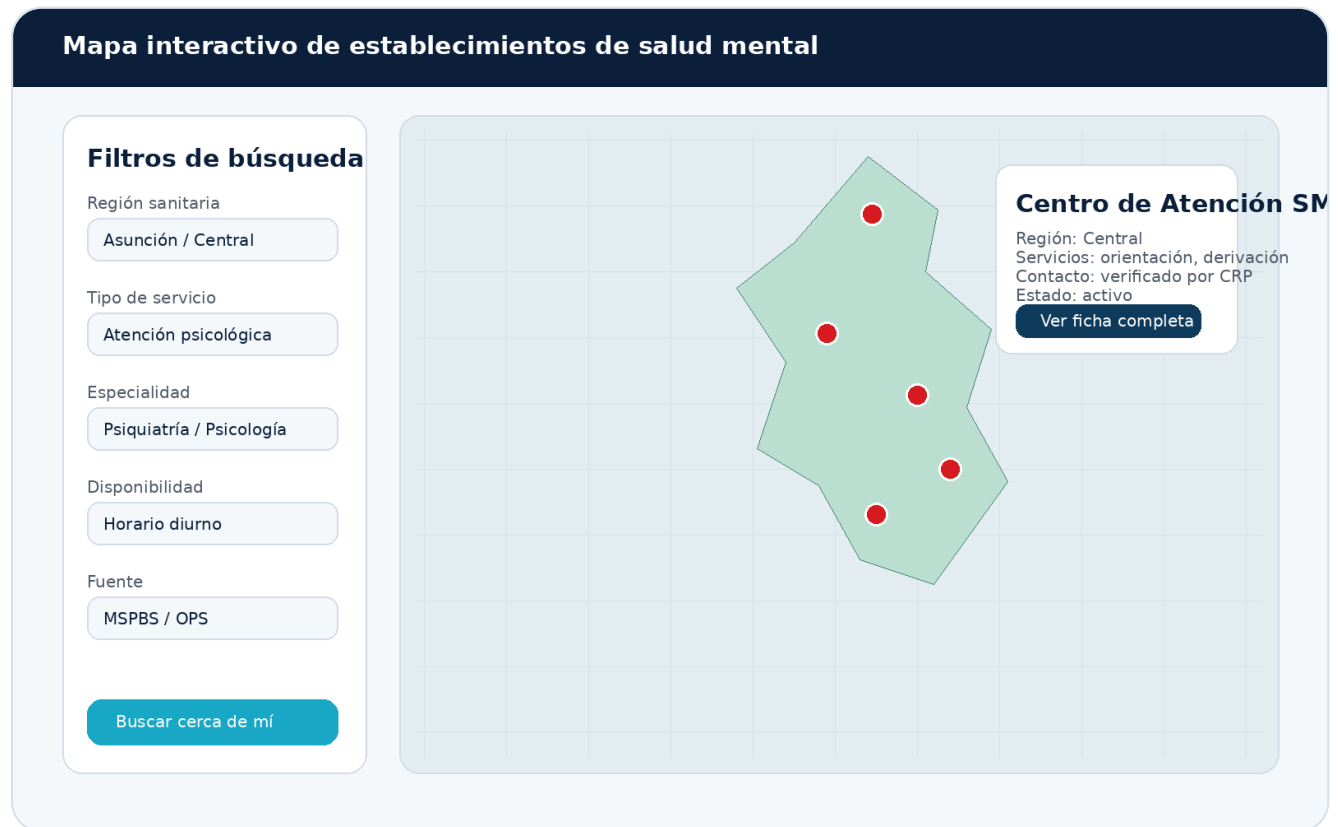 Mapa interactivo de establecimientos de salud mental
Filtros de búsqueda
Región sanitaria
Asunción / Central
Tipo de servicio
Atención psicológica
Especialidad
Psiquiatría / Psicología
Disponibilidad
Horario diurno
Fuente
MSPBS / OPS
Buscar cerca de mí
Centro de Atención SM
Región: Central
Servicios: orientación, derivación
Contacto: verificado por CRP
Estado: activo
Ver ficha completa